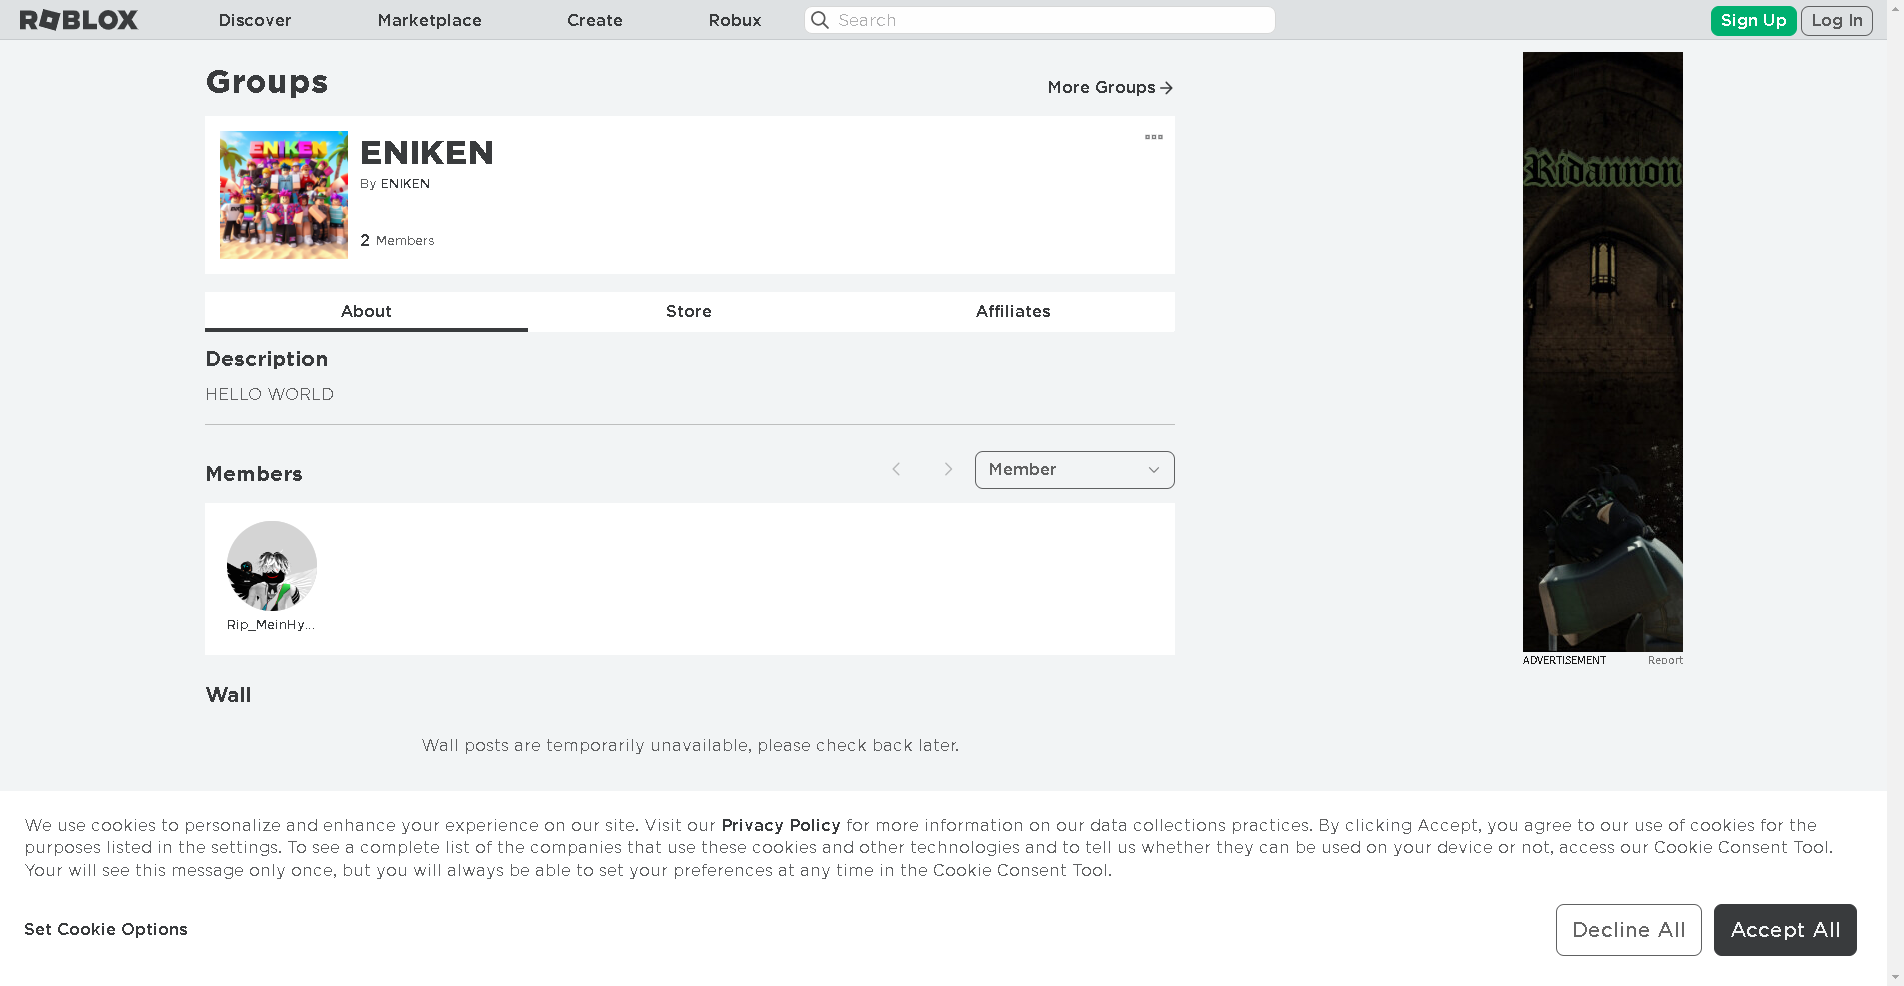 ROBLOX Discover Marketplace Create Robux Search Sign Up Log In
Groups
More Groups
ENIKEN
ENIKEN
By ENIKEN
2 Members
About Store Affiliates
Description
HELLO WORLD
Members
Member
Rip_MeinHy...
Wall
Wall posts are temporarily unavailable, please check back later.
Ridannon
ADVERTISEMENT Report
We use cookies to personalize and enhance your experience on our site. Visit our Privacy Policy for more information on our data collections practices. By clicking Accept, you agree to our use of cookies for the
purposes listed in the settings. To see a complete list of the companies that use these cookies and other technologies and to tell us whether they can be used on your device or not, access our Cookie Consent Tool.
Your will see this message only once, but you will always be able to set your preferences at any time in the Cookie Consent Tool.
Set Cookie Options
Decline All
Accept All